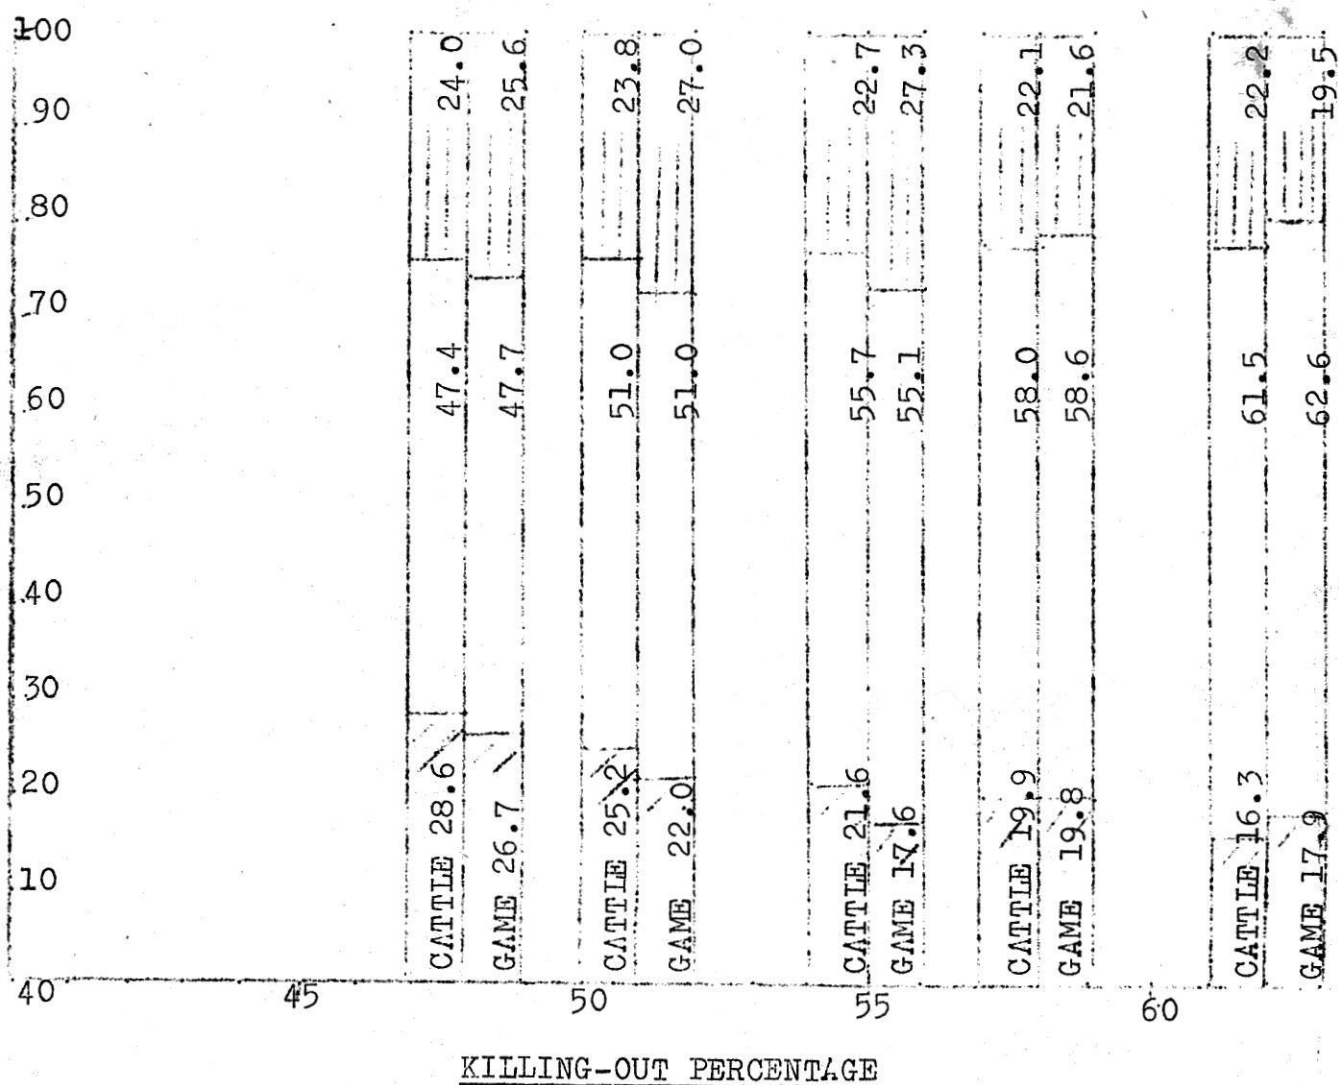 100
90
80
70
60
50
40
30
20
10
24.0
25.6
23.8
27.0
22.7
27.3
22.1
21.6
22.2
19.5
47.4
47.7
51.0
51.0
55.7
55.1
58.0
58.6
61.5
62.6
CATTLE 28.6
GAME 26.7
CATTLE 25.2
GAME 22.0
CATTLE 21.6
GAME 17.6
CATTLE 19.9
GAME 19.8
CATTLE 16.3
GAME 17.9
40 45 50 55 60
KILLING-OUT PERCENTAGE